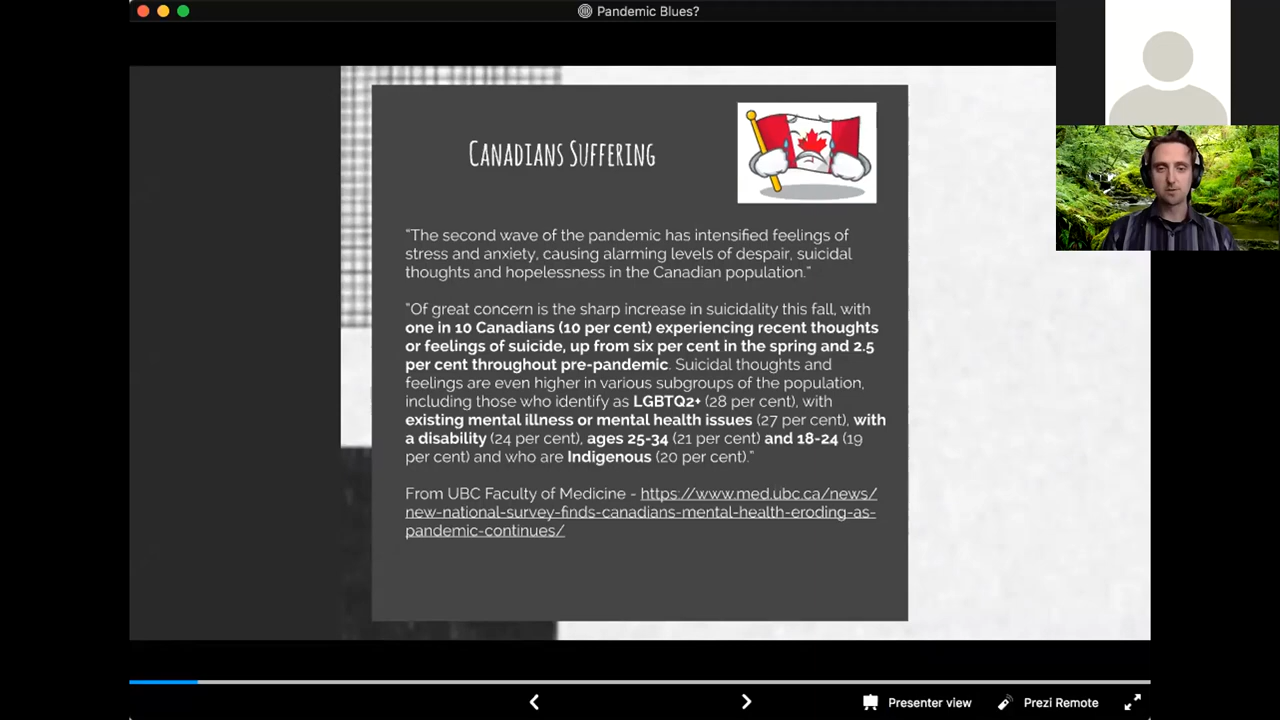 Pandemic Blues?
CANADIANS SUFFERING
"The second wave of the pandemic has intensified feelings of
stress and anxiety, causing alarming levels of despair, suicidal
thoughts and hopelessness in the Canadian population."
"Of great concern is the sharp increase in suicidality this fall, with
one in 10 Canadians (10 per cent) experiencing recent thoughts
or feelings of suicide, up from six per cent in the spring and 2.5
per cent throughout pre-pandemic. Suicidal thoughts and
feelings are even higher in various subgroups of the population,
including those who identify as LGBTQ2+ (28 per cent), with
existing mental illness or mental health issues (27 per cent), with
a disability (24 per cent), ages 25-34 (21 per cent) and 18-24 (19
per cent) and who are Indigenous (20 per cent)."
From UBC Faculty of Medicine - https://www.med.ubc.ca/news/
new-national-survey-finds-canadians-mental-health-eroding-as-
pandemic-continues/
Presenter view
Prezi Remote